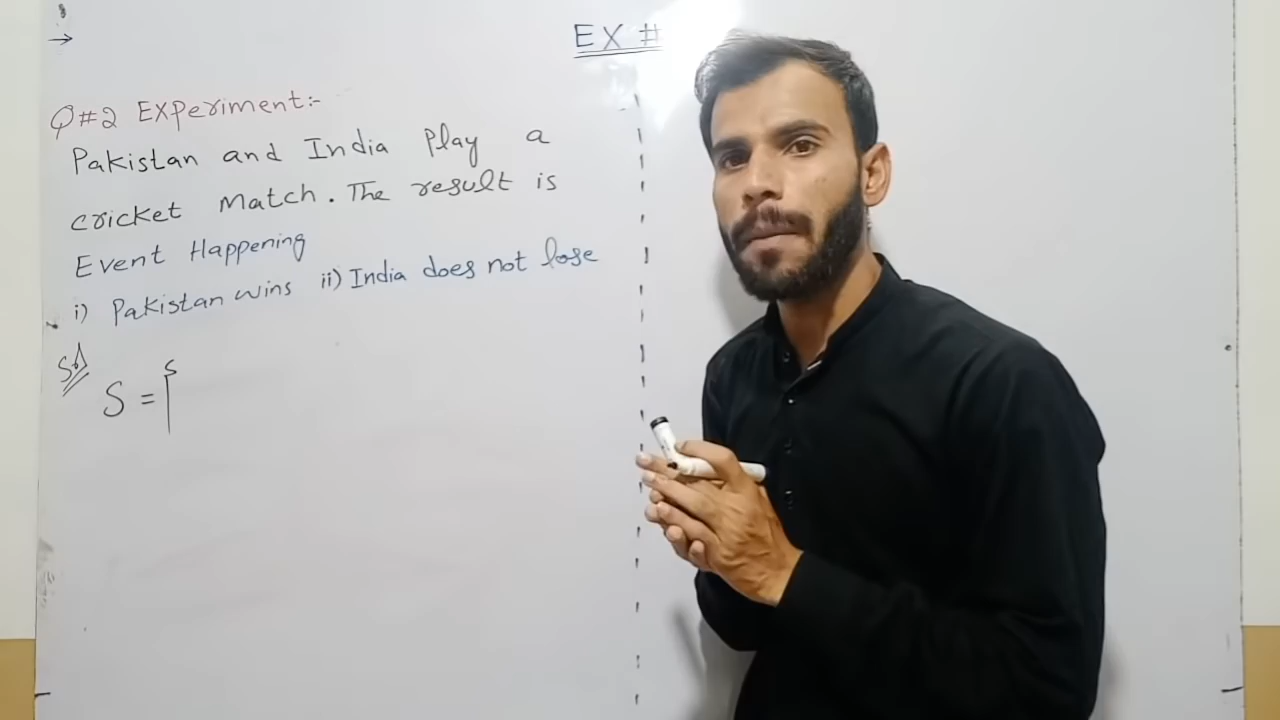 EX #
Q#2 Experiment:-
Pakistan and India Play a
cricket Match. The result is
Event Happening
i) Pakistan wins ii) India does not lose
Sol
S =